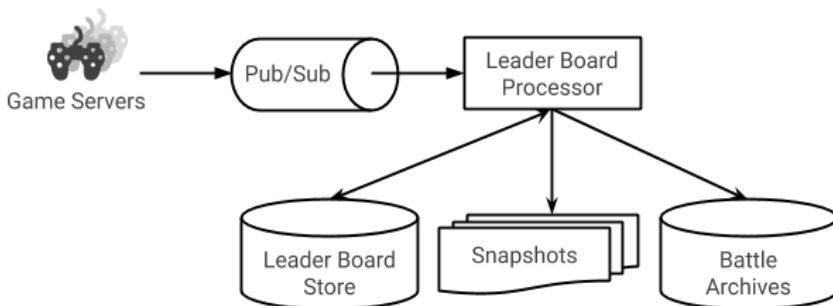 Game Servers
Pub/Sub
Leader Board
Processor
Leader Board
Store
Snapshots
Battle
Archives